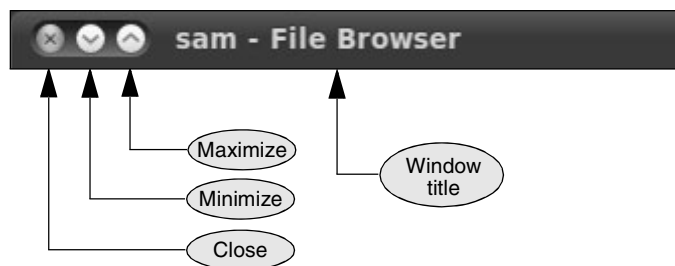 sam - File Browser
Maximize
Window
title
Minimize
Close